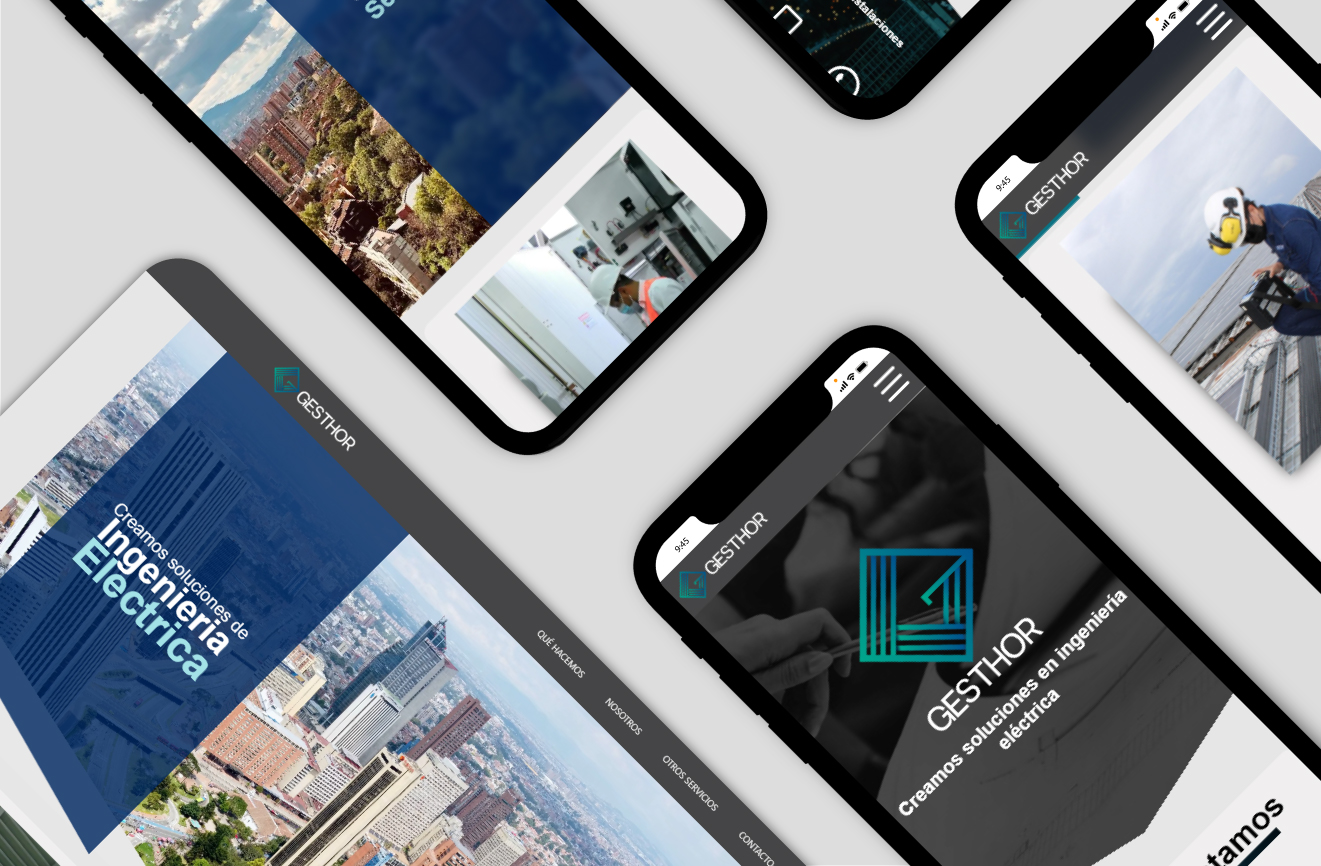 stalaciones
9:45
GESTHOR
GESTHOR
Creamos soluciones de
Ingeniería
Eléctrica
QUÉ HACEMOS
NOSOTROS
OTROS SERVICIOS
CONTACTO
9:45
GESTHOR
GESTHOR
Creamos soluciones en ingeniería
eléctrica
tamos